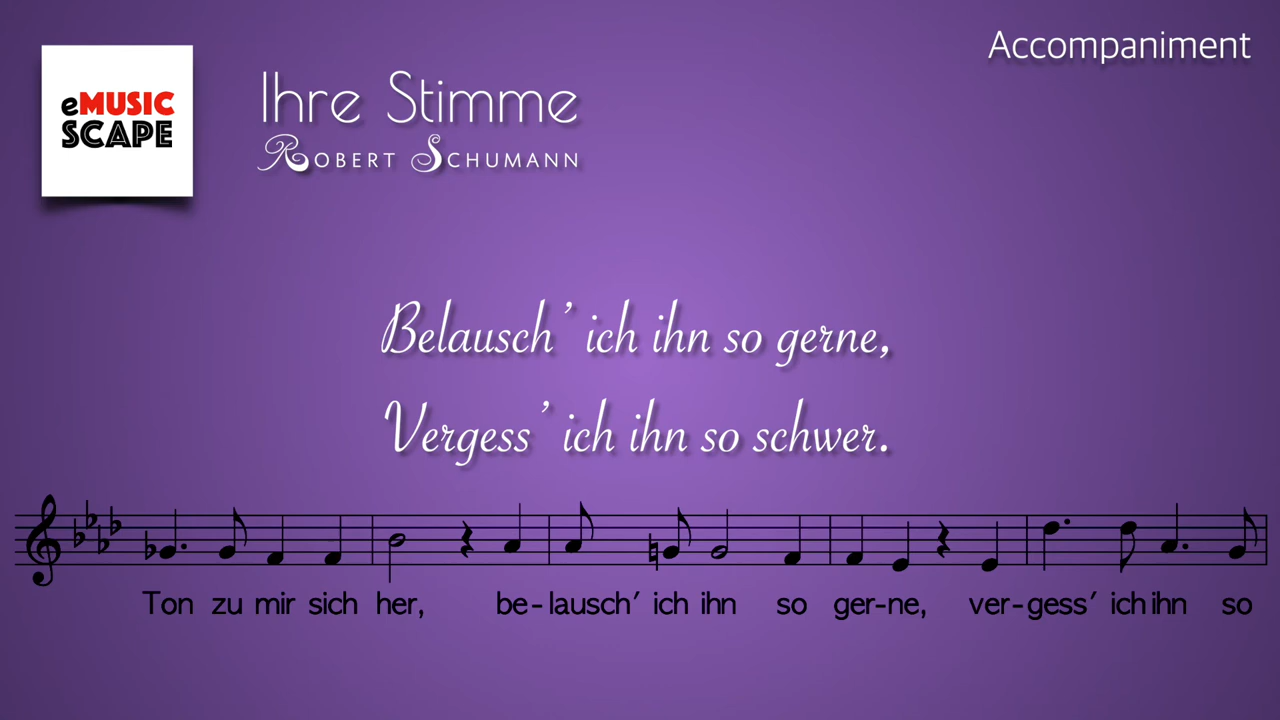 Accompaniment
eMUSIC
SCAPE
Ihre Stimme
ROBERT SCHUMANN
Belausch’ ich ihn so gerne,
Vergess’ ich ihn so schwer.
Ton zu mir sich her, be-lausch′ ich ihn so ger-ne, ver-gess′ ich ihn so